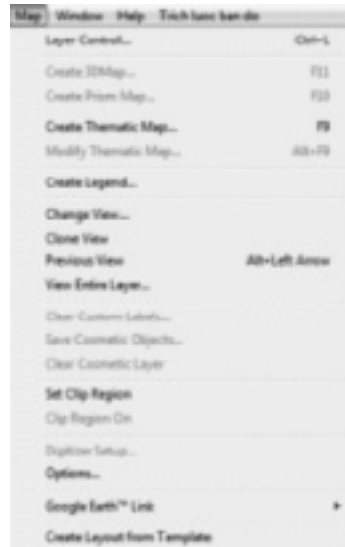 Map Window Help Trich luoc ban do
Layer Control... Ctrl+L
Create 3DMap... F11
Create Prism Map... F10
Create Thematic Map... F9
Modify Thematic Map... Alt+F9
Create Legend...
Change View...
Clone View
Previous View Alt+Left Arrow
View Entire Layer...
Clear Custom Labels...
Save Cosmetic Objects...
Clear Cosmetic Layer
Set Clip Region
Clip Region On
Digitizer Setup...
Options...
Google Earth™ Link
Create Layout from Template